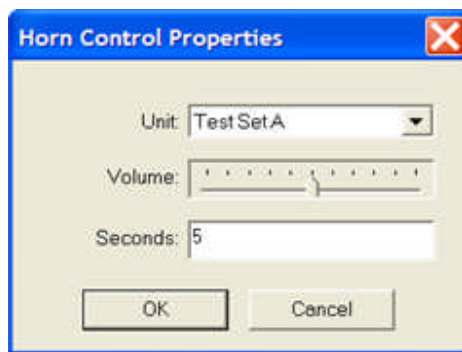 Horn Control Properties
Unit: Test Set A
Volume:
Seconds: 5
OK Cancel